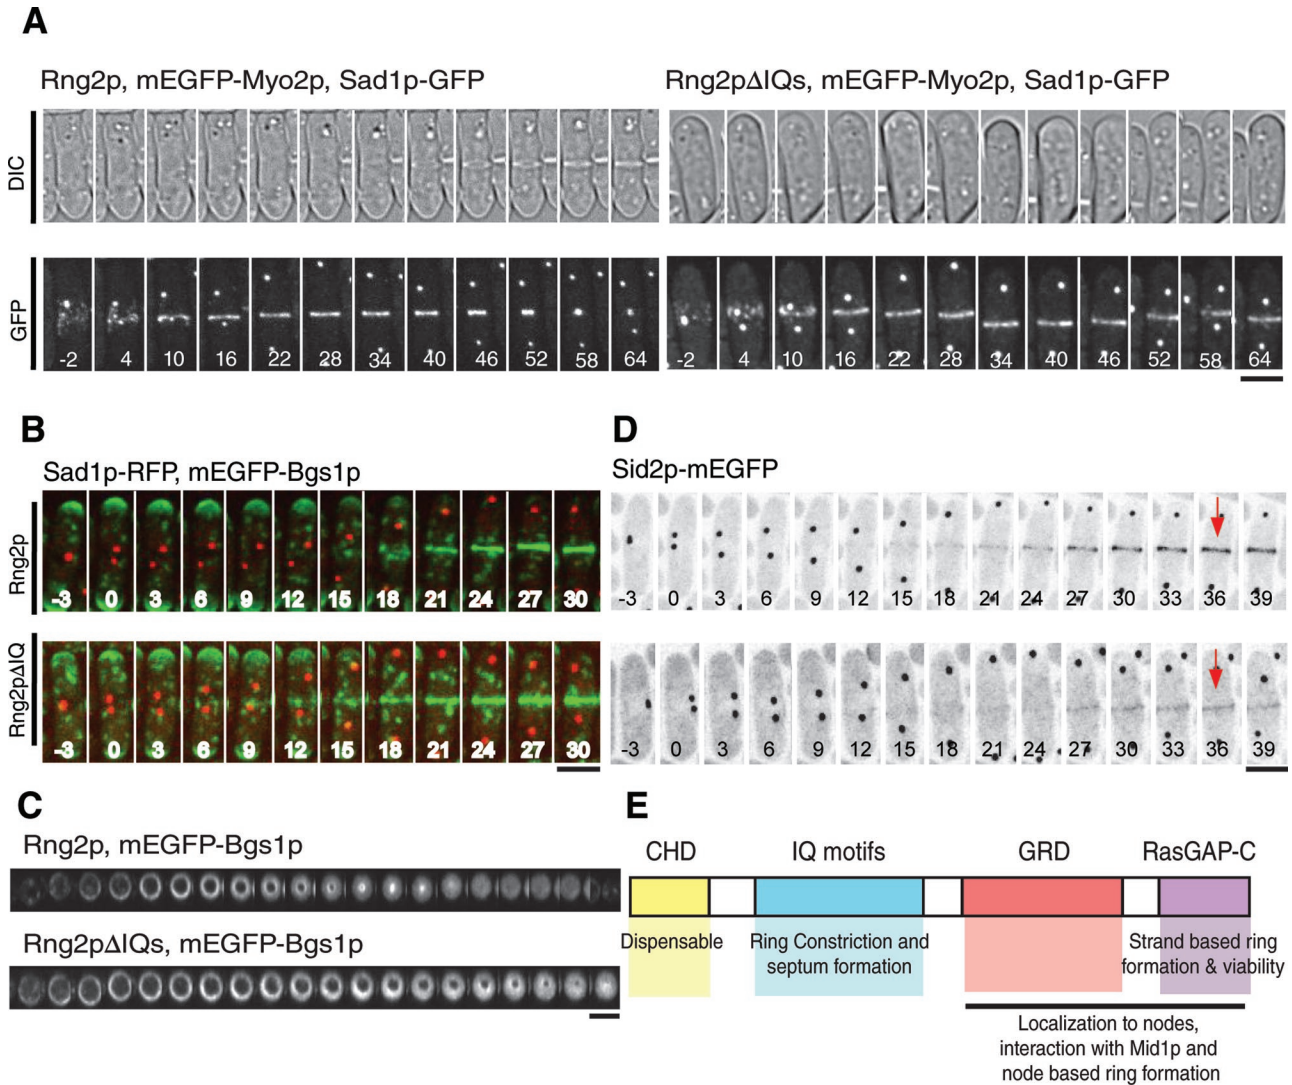 A
Rng2p, mEGFP-Myo2p, Sad1p-GFP
Rng2pΔIQs, mEGFP-Myo2p, Sad1p-GFP
DIC
GFP
-2 4 10 16 22 28 34 40 46 52 58 64
-2 4 10 16 22 28 34 40 46 52 58 64
B
Sad1p-RFP, mEGFP-Bgs1p
Rng2p
-3 0 3 6 9 12 15 18 21 24 27 30
Rng2pΔIQ
-3 0 3 6 9 12 15 18 21 24 27 30
D
Sid2p-mEGFP
-3 0 3 6 9 12 15 18 21 24 27 30 33 36 39
-3 0 3 6 9 12 15 18 21 24 27 30 33 36 39
C
Rng2p, mEGFP-Bgs1p
Rng2pΔIQs, mEGFP-Bgs1p
E
CHD IQ motifs GRD RasGAP-C
Dispensable
Ring Constriction and
septum formation
Strand based ring
formation & viability
Localization to nodes,
interaction with Mid1p and
node based ring formation